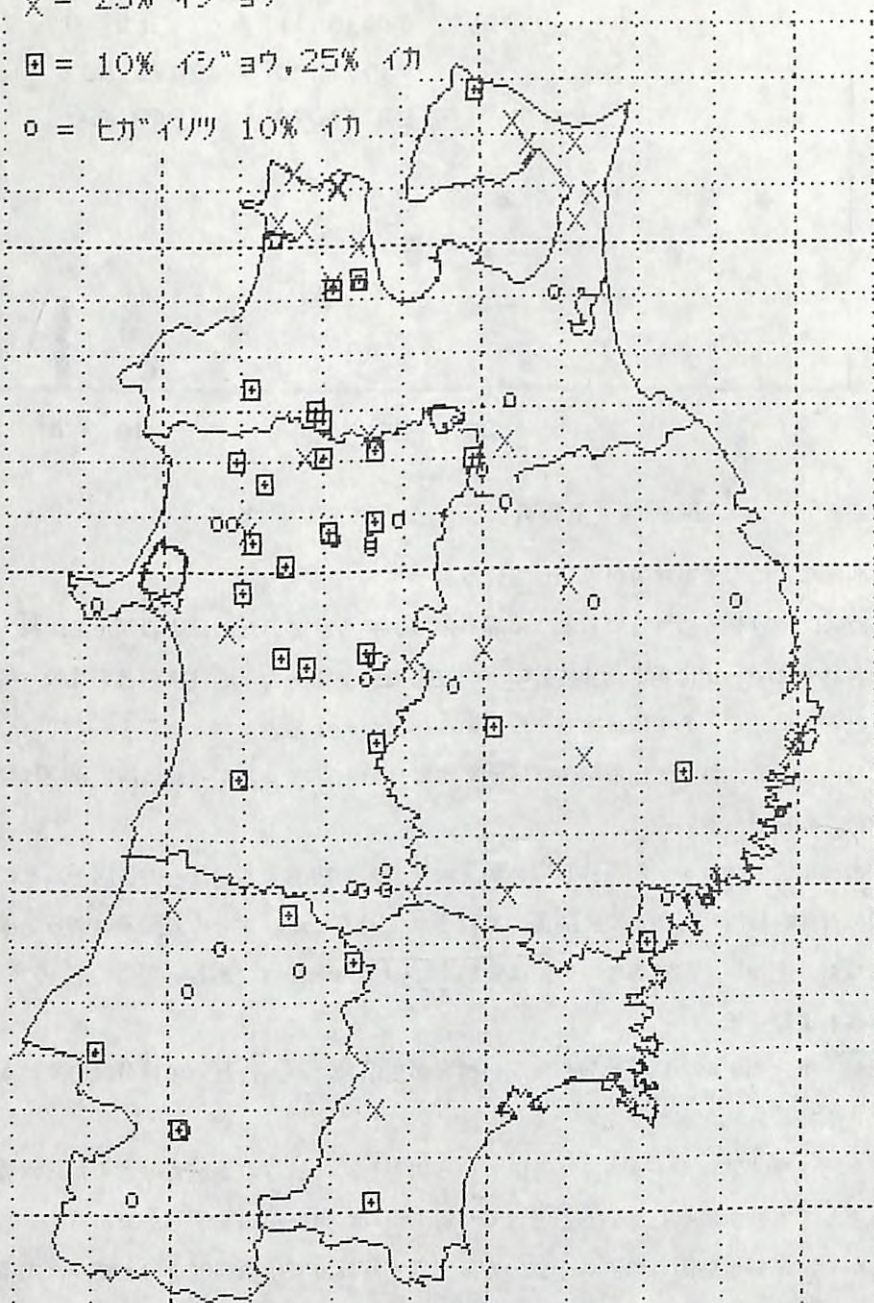 X = 25% イジョウ
⊡ = 10% イジョウ,25% イカ
o = ヒガイリツ 10% イカ